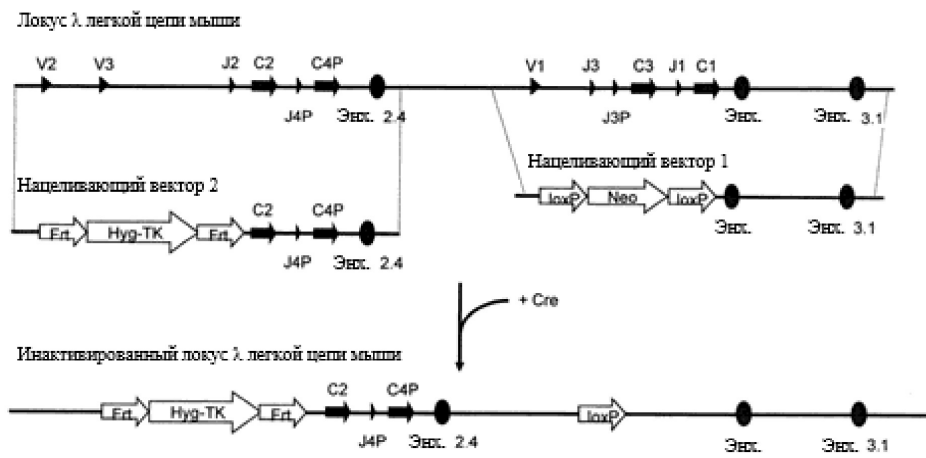 Локус λ легкой цепи мыши
V2 V3 J2 C2 C4P V1 J3 C3 J1 C1
J4P Энх. 2.4 J3P Энх. Энх. 3.1
Нацеливающий вектор 1
loxP Neo loxP
Энх. Энх. 3.1
Нацеливающий вектор 2
C2 C4P
Frt Hyg-TK Frt
J4P Энх. 2.4
+ Cre
Инактивированный локус λ легкой цепи мыши
C2 C4P
Frt Hyg-TK Frt loxP
J4P Энх. 2.4 Энх. Энх. 3.1